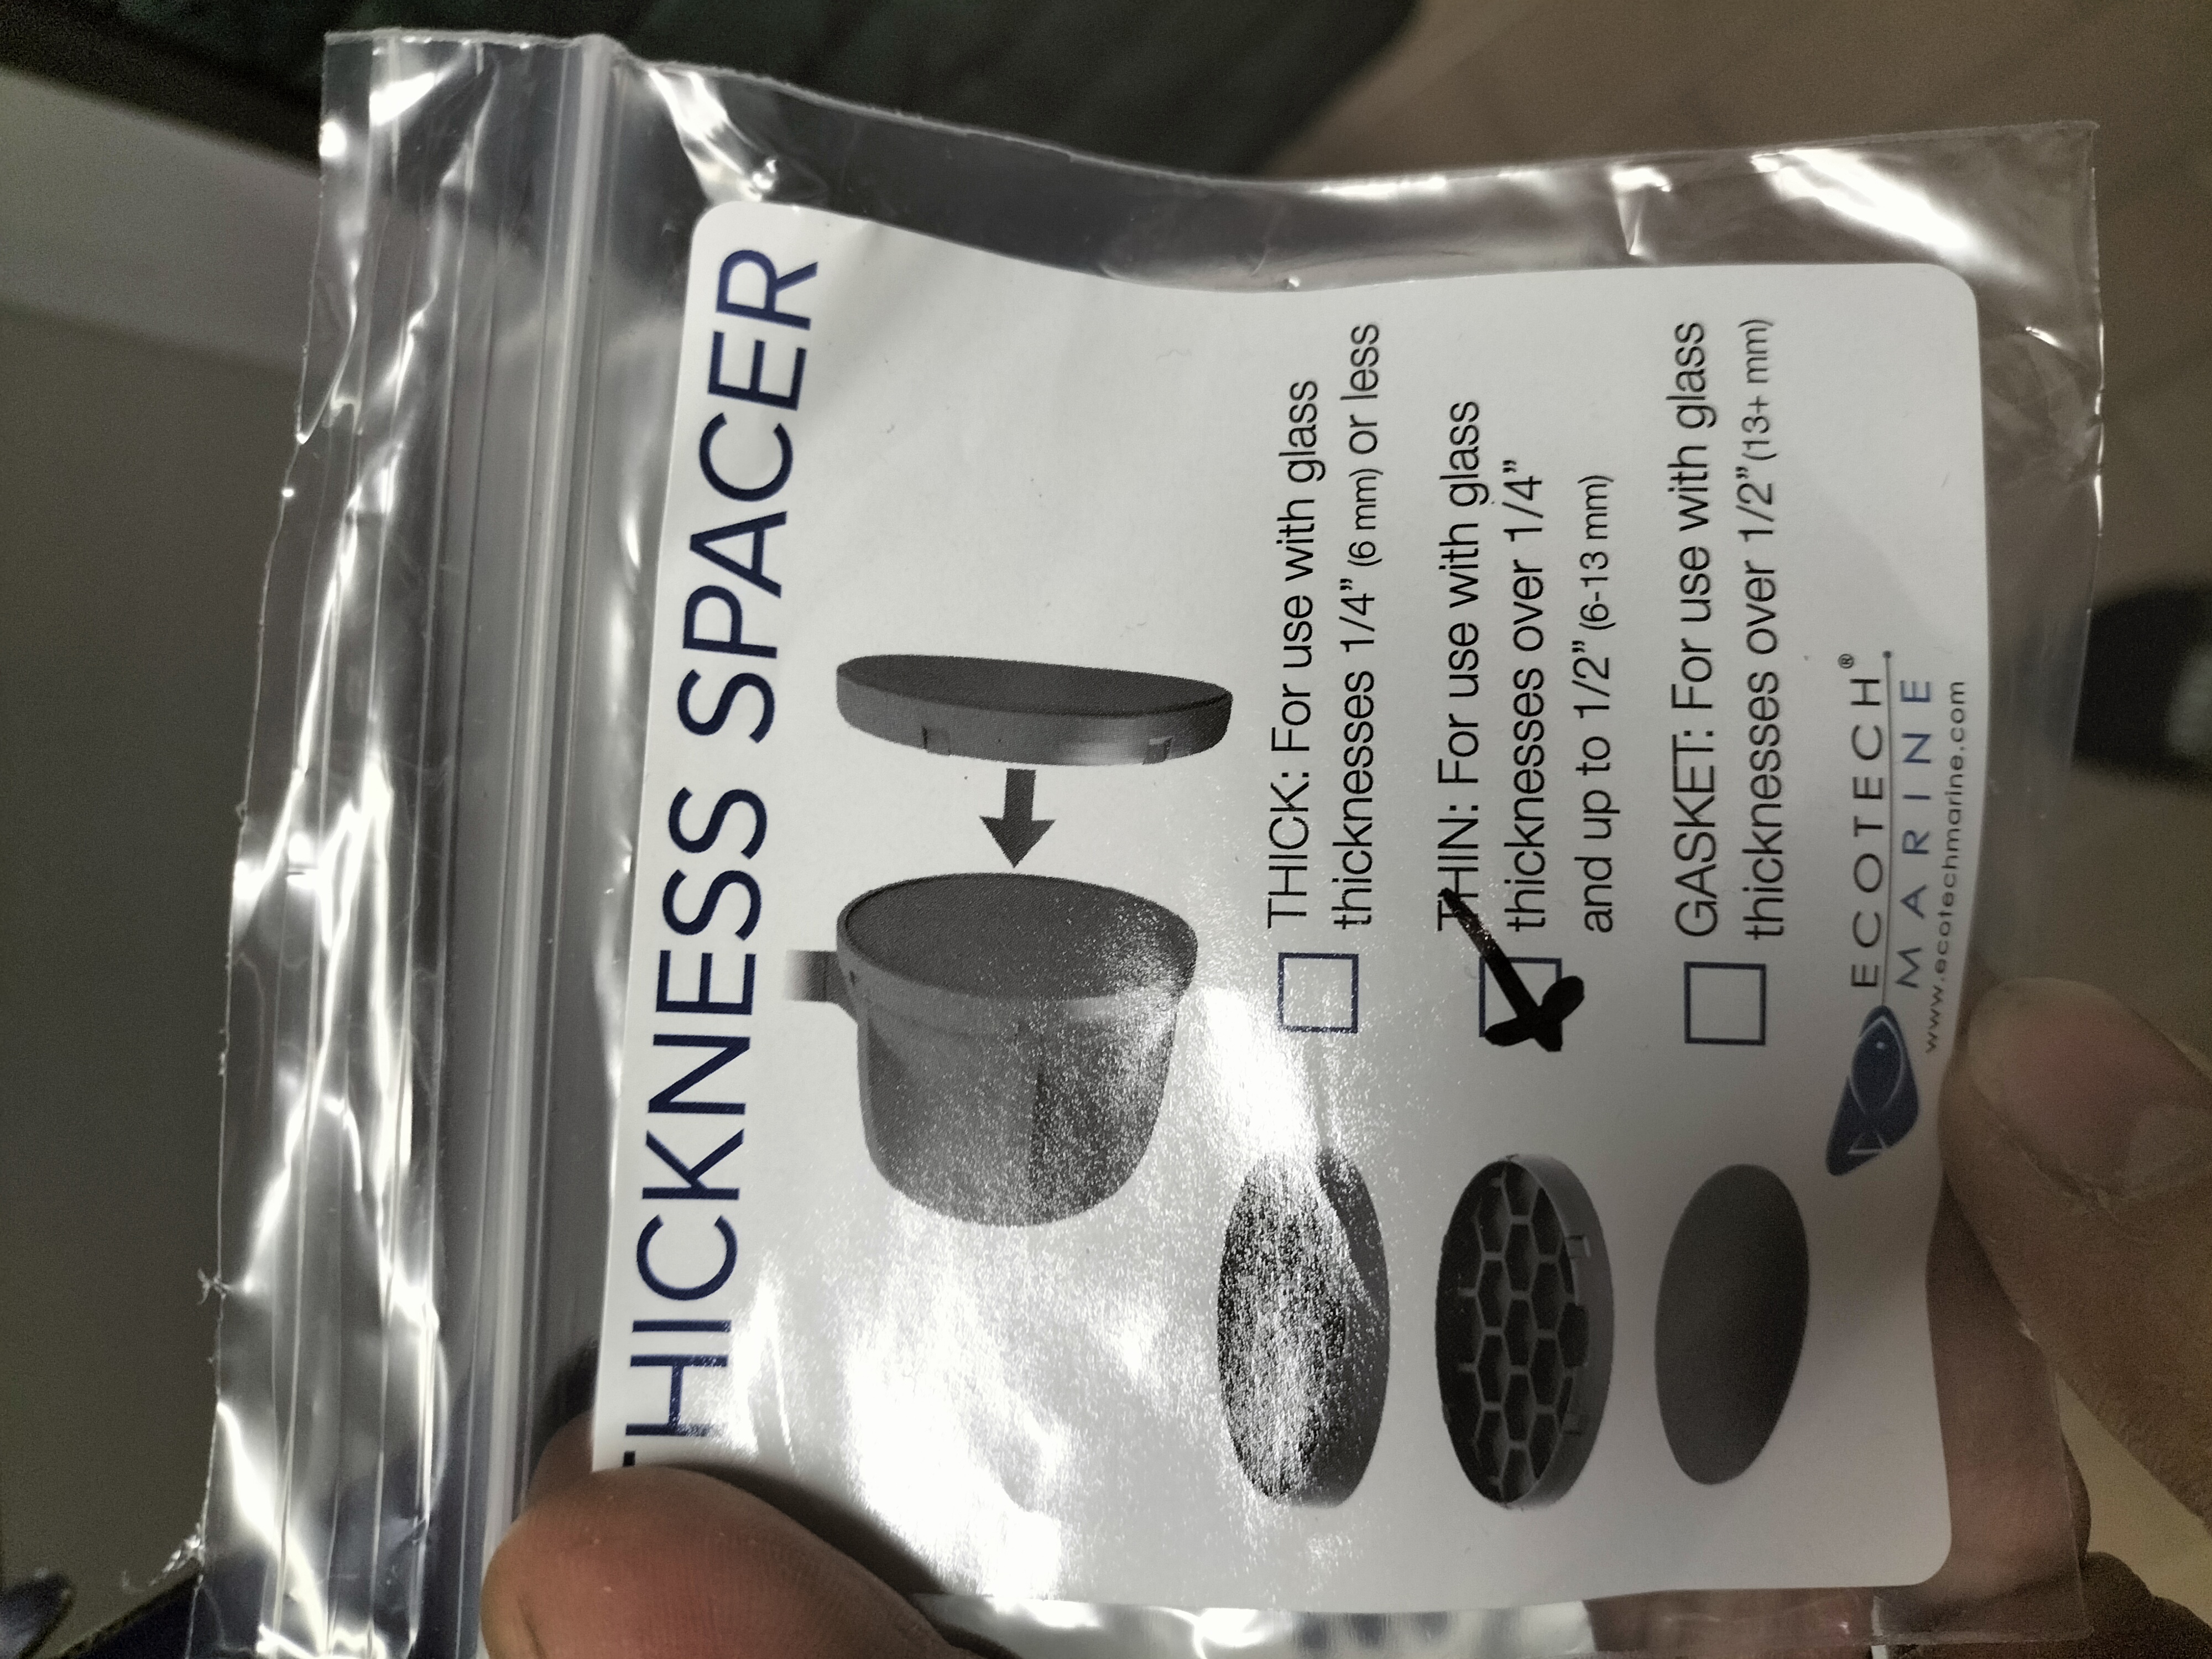 THICKNESS SPACER
THICK: For use with glass
thicknesses 1/4” (6 mm) or less
THIN: For use with glass
thicknesses over 1/4”
and up to 1/2” (6-13 mm)
GASKET: For use with glass
thicknesses over 1/2” (13+ mm)
ECOTECH®
MARINE
www.ecotechmarine.com